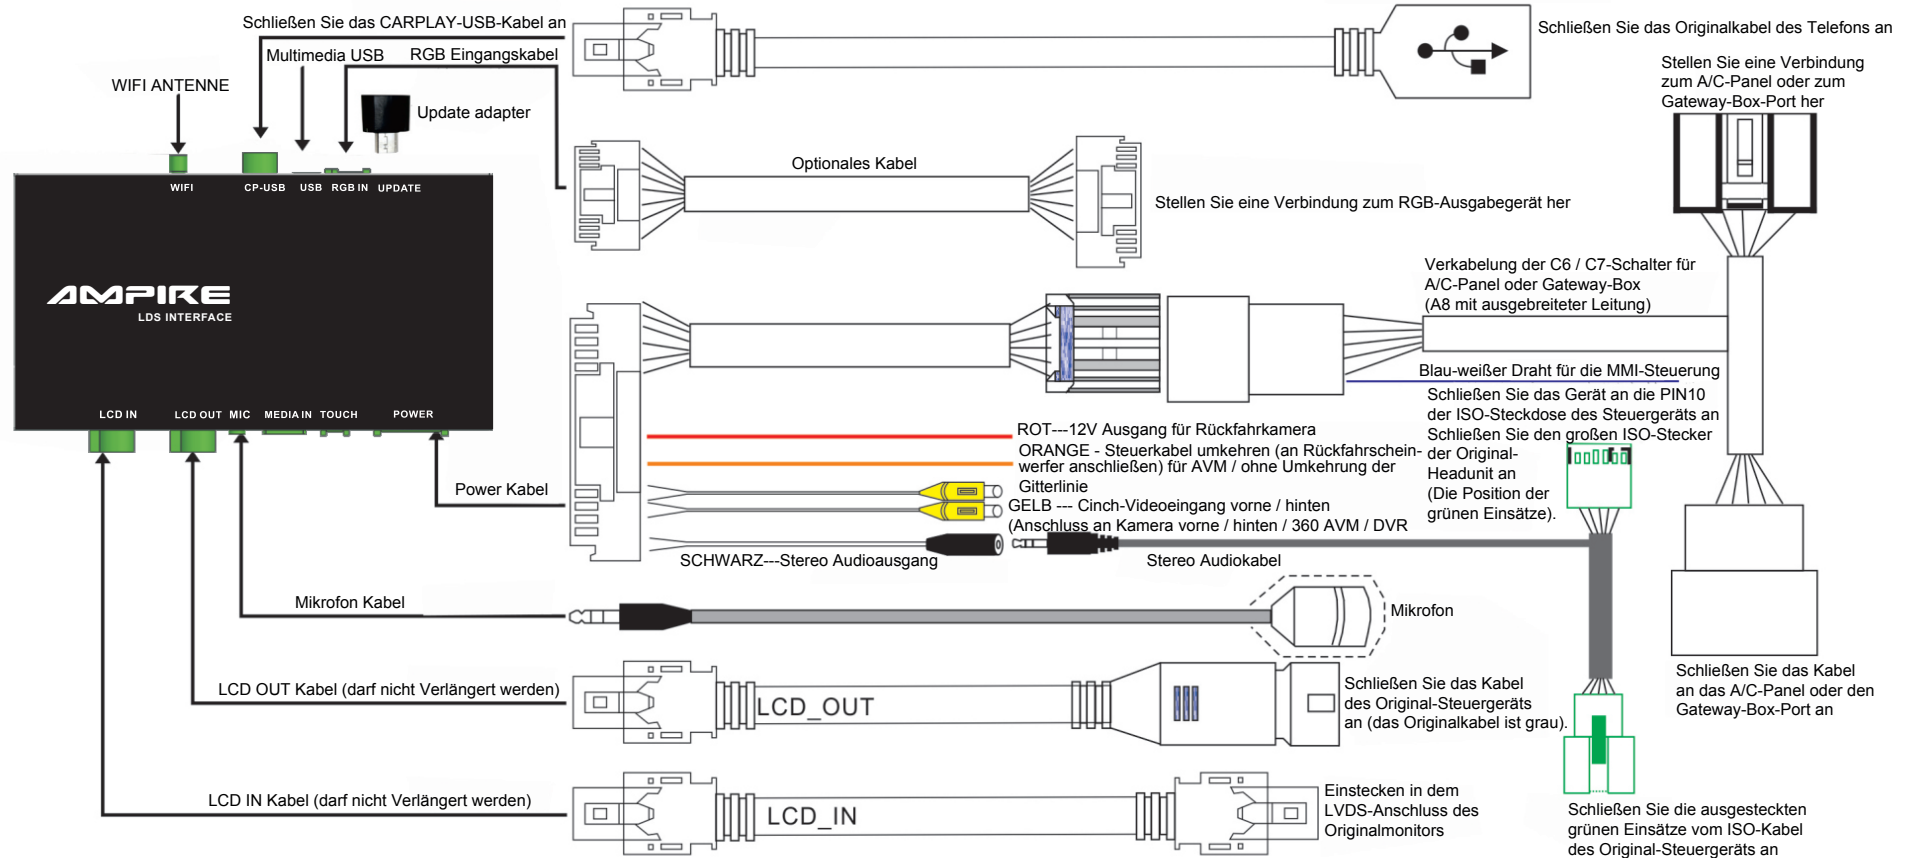 Schließen Sie das CARPLAY-USB-Kabel an
Multimedia USB
RGB Eingangskabel
WIFI ANTENNE
Update adapter
Schließen Sie das Originalkabel des Telefons an
Stellen Sie eine Verbindung
zum A/C-Panel oder zum
Gateway-Box-Port her
Optionales Kabel
Stellen Sie eine Verbindung zum RGB-Ausgabegerät her
WIFI
CP-USB
USB
RGB IN
UPDATE
AMPIRE
LDS INTERFACE
LCD IN
LCD OUT
MIC
MEDIA IN
TOUCH
POWER
Verkabelung der C6 / C7-Schalter für
A/C-Panel oder Gateway-Box
(A8 mit ausgebreiteter Leitung)
Blau-weißer Draht für die MMI-Steuerung
Schließen Sie das Gerät an die PIN10
der ISO-Steckdose des Steuergeräts an
Schließen Sie den großen ISO-Stecker
der Original-
Headunit an
(Die Position der
grünen Einsätze).
Power Kabel
ROT---12V Ausgang für Rückfahrkamera
ORANGE - Steuerkabel umkehren (an Rückfahrschein-
werfer anschließen) für AVM / ohne Umkehrung der
Gitterlinie
GELB --- Cinch-Videoeingang vorne / hinten
(Anschluss an Kamera vorne / hinten / 360 AVM / DVR
SCHWARZ---Stereo Audioausgang
Stereo Audiokabel
Mikrofon Kabel
Mikrofon
LCD OUT Kabel (darf nicht Verlängert werden)
LCD_OUT
Schließen Sie das Kabel
des Original-Steuergeräts
an (das Originalkabel ist grau).
Schließen Sie das Kabel
an das A/C-Panel oder den
Gateway-Box-Port an
LCD IN Kabel (darf nicht Verlängert werden)
LCD_IN
Einstecken in dem
LVDS-Anschluss des
Originalmonitors
Schließen Sie die ausgesteckten
grünen Einsätze vom ISO-Kabel
des Original-Steuergeräts an